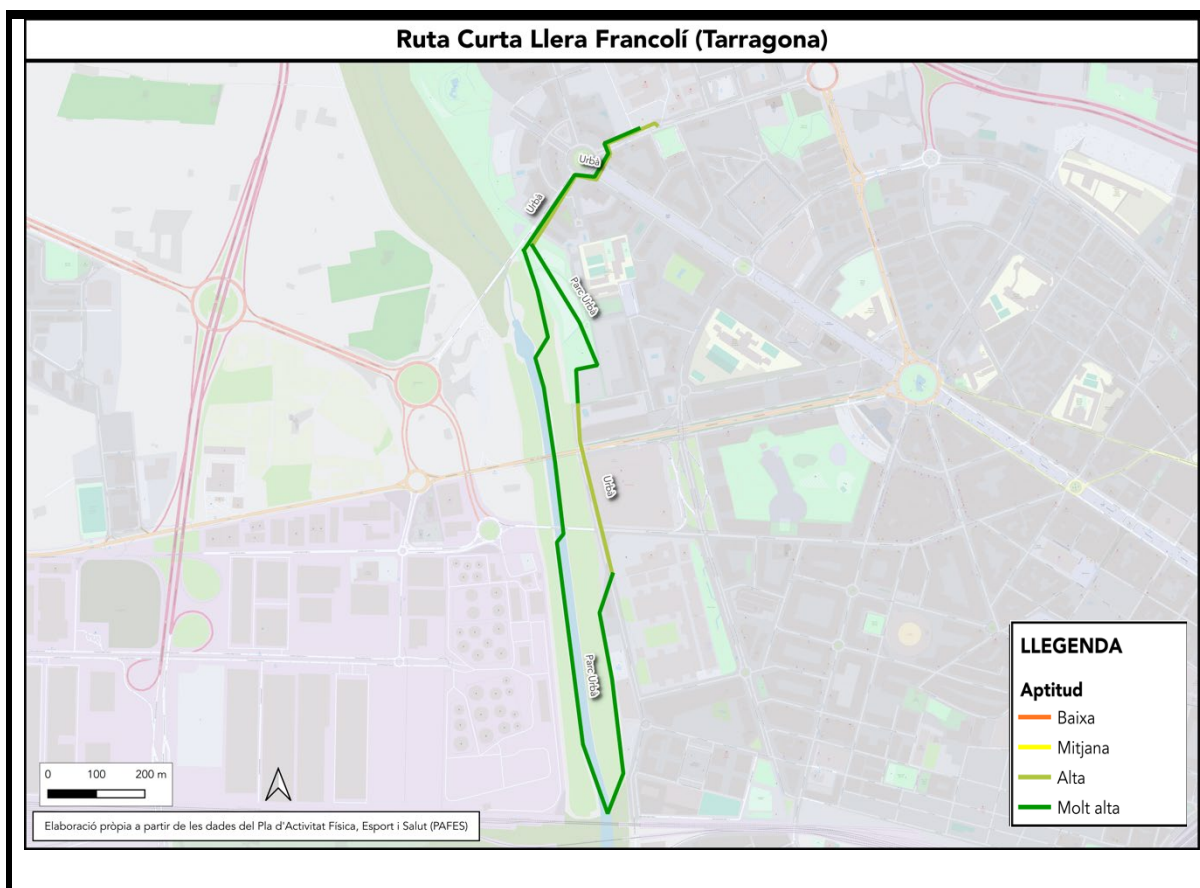 Ruta Curta Llera Francolí (Tarragona)
Urbà
Urbà
Parc Urbà
Urbà
Parc Urbà
LLEGENDA
Aptitud
Baixa
Mitjana
Alta
Molt alta
0 100 200 m
Elaboració pròpia a partir de les dades del Pla d'Activitat Física, Esport i Salut (PAFES)